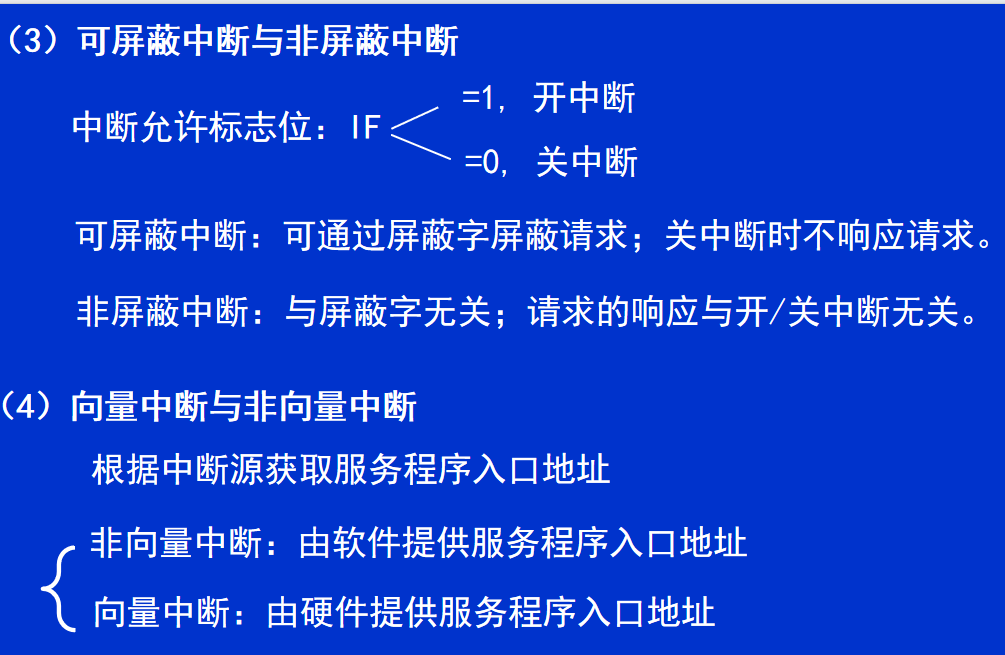 （3）可屏蔽中断与非屏蔽中断
=1, 开中断
中断允许标志位：IF
=0, 关中断
可屏蔽中断：可通过屏蔽字屏蔽请求；关中断时不响应请求。
非屏蔽中断：与屏蔽字无关；请求的响应与开/关中断无关。
（4）向量中断与非向量中断
根据中断源获取服务程序入口地址
非向量中断：由软件提供服务程序入口地址
向量中断：由硬件提供服务程序入口地址